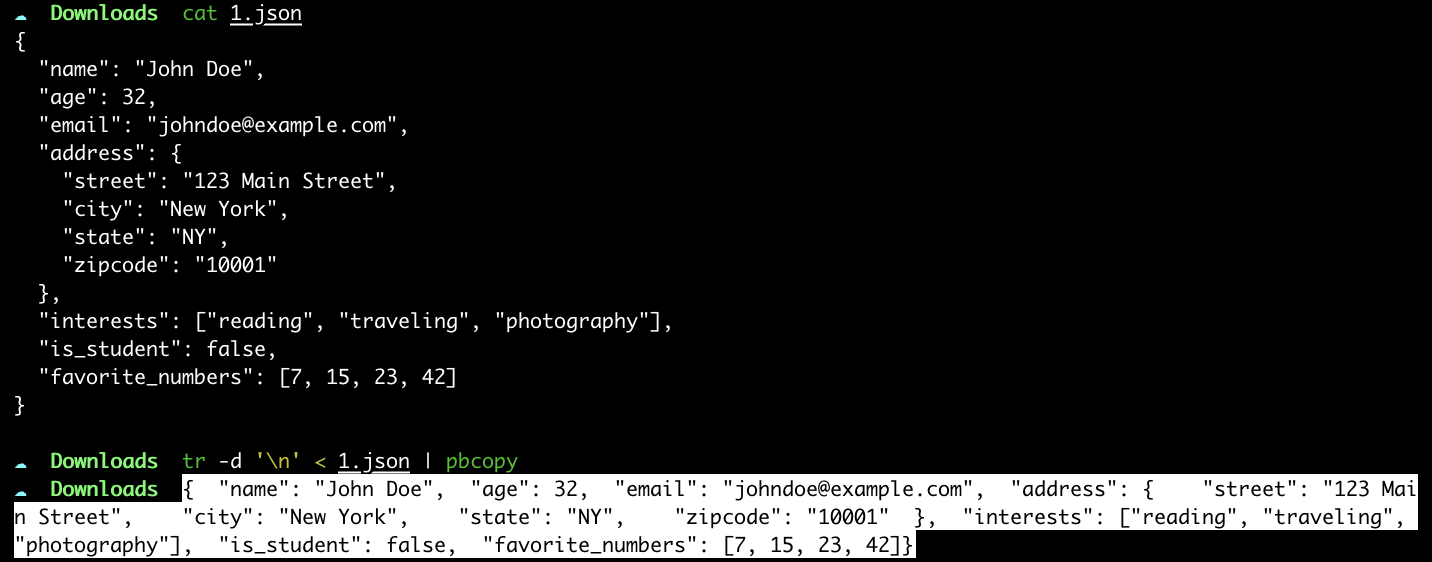 ☁  Downloads  cat 1.json
{
  "name": "John Doe",
  "age": 32,
  "email": "johndoe@example.com",
  "address": {
    "street": "123 Main Street",
    "city": "New York",
    "state": "NY",
    "zipcode": "10001"
  },
  "interests": ["reading", "traveling", "photography"],
  "is_student": false,
  "favorite_numbers": [7, 15, 23, 42]
}
☁  Downloads  tr -d '\n' < 1.json | pbcopy
☁  Downloads  {  "name": "John Doe",  "age": 32,  "email": "johndoe@example.com",  "address": {    "street": "123 Mai
n Street",    "city": "New York",    "state": "NY",    "zipcode": "10001"  },  "interests": ["reading", "traveling",
"photography"],  "is_student": false,  "favorite_numbers": [7, 15, 23, 42]}